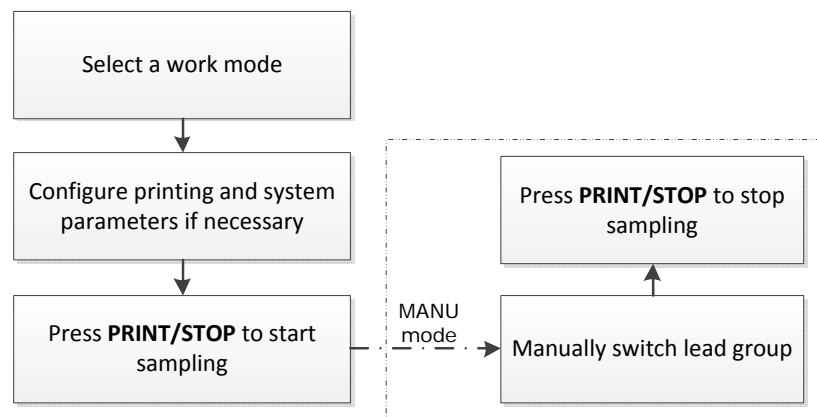 Select a work mode
Configure printing and system
parameters if necessary
Press PRINT/STOP to start
sampling
MANU
mode
Manually switch lead group
Press PRINT/STOP to stop
sampling